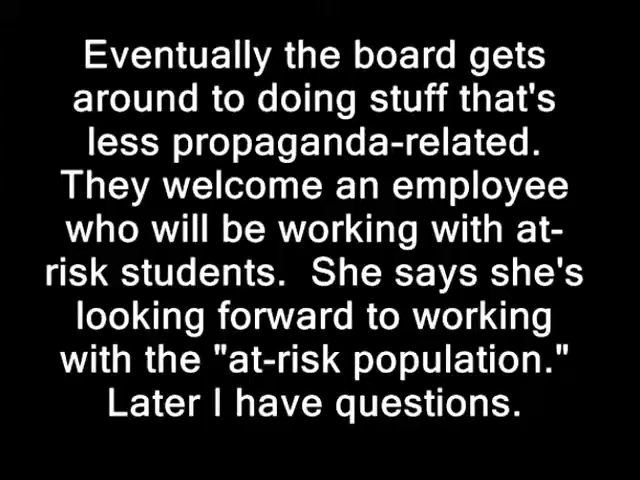 Eventually the board gets
around to doing stuff that's
less propaganda-related.
They welcome an employee
who will be working with at-
risk students.  She says she's
looking forward to working
with the "at-risk population."
Later I have questions.